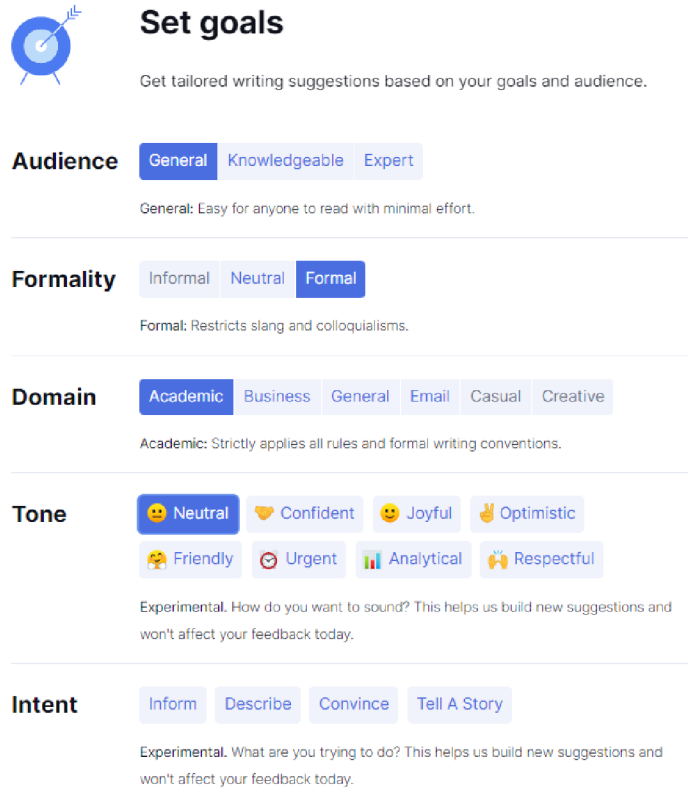 Set goals
Get tailored writing suggestions based on your goals and audience.
Audience General Knowledgeable Expert
General: Easy for anyone to read with minimal effort.
Formality Informal Neutral Formal
Formal: Restricts slang and colloquialisms.
Domain Academic Business General Email Casual Creative
Academic: Strictly applies all rules and formal writing conventions.
Tone Neutral Confident Joyful Optimistic
Friendly Urgent Analytical Respectful
Experimental. How do you want to sound? This helps us build new suggestions and
won't affect your feedback today.
Intent Inform Describe Convince Tell A Story
Experimental. What are you trying to do? This helps us build new suggestions and
won't affect your feedback today.